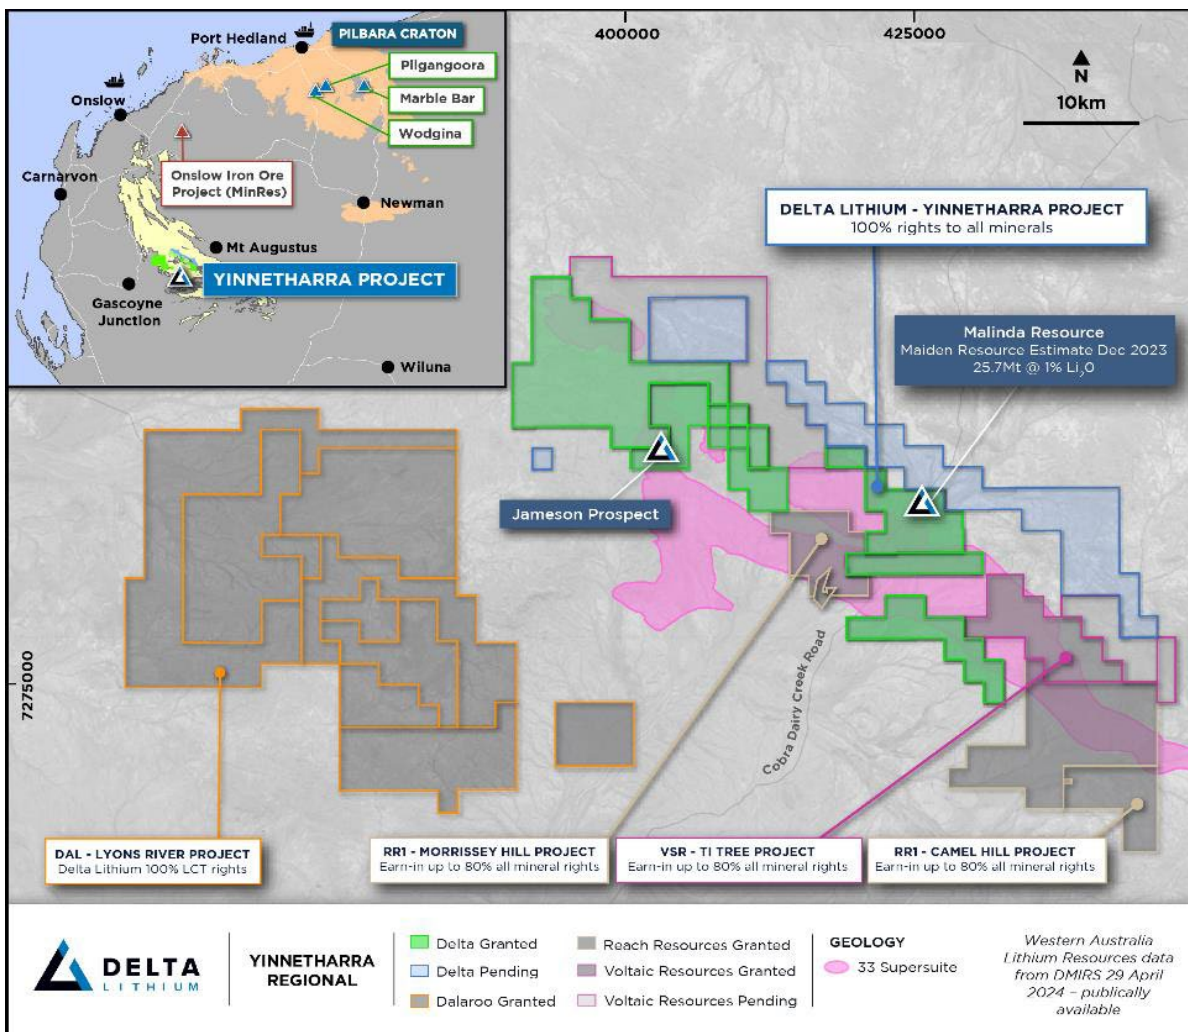 Port Hedland
PILBARA CRATON
Pilgangoora
Onslow
Marble Bar
Wodgina
Onslow Iron Ore
Project (MinRes)
Carnarvon
Newman
Mt Augustus
YINNETHARRA PROJECT
Gascoyne
Junction
Wiluna
400000
425000
N
10km
DELTA LITHIUM - YINNETHARRA PROJECT
100% rights to all minerals
Malinda Resource
Maiden Resource Estimate Dec 2023
25.7Mt @ 1% Li₂O
Jameson Prospect
7275000
Cobra Dairy Creek Road
DAL - LYONS RIVER PROJECT
Delta Lithium 100% LCT rights
RR1 - MORRISSEY HILL PROJECT
Earn-in up to 80% all mineral rights
VSR - TI TREE PROJECT
Earn-in up to 80% all mineral rights
RR1 - CAMEL HILL PROJECT
Earn-in up to 80% all mineral rights
DELTA
LITHIUM
YINNETHARRA
REGIONAL
Delta Granted
Delta Pending
Dalaroo Granted
Reach Resources Granted
Voltaic Resources Granted
Voltaic Resources Pending
GEOLOGY
33 Supersuite
Western Australia
Lithium Resources data
from DMIRS 29 April
2024 – publically
available